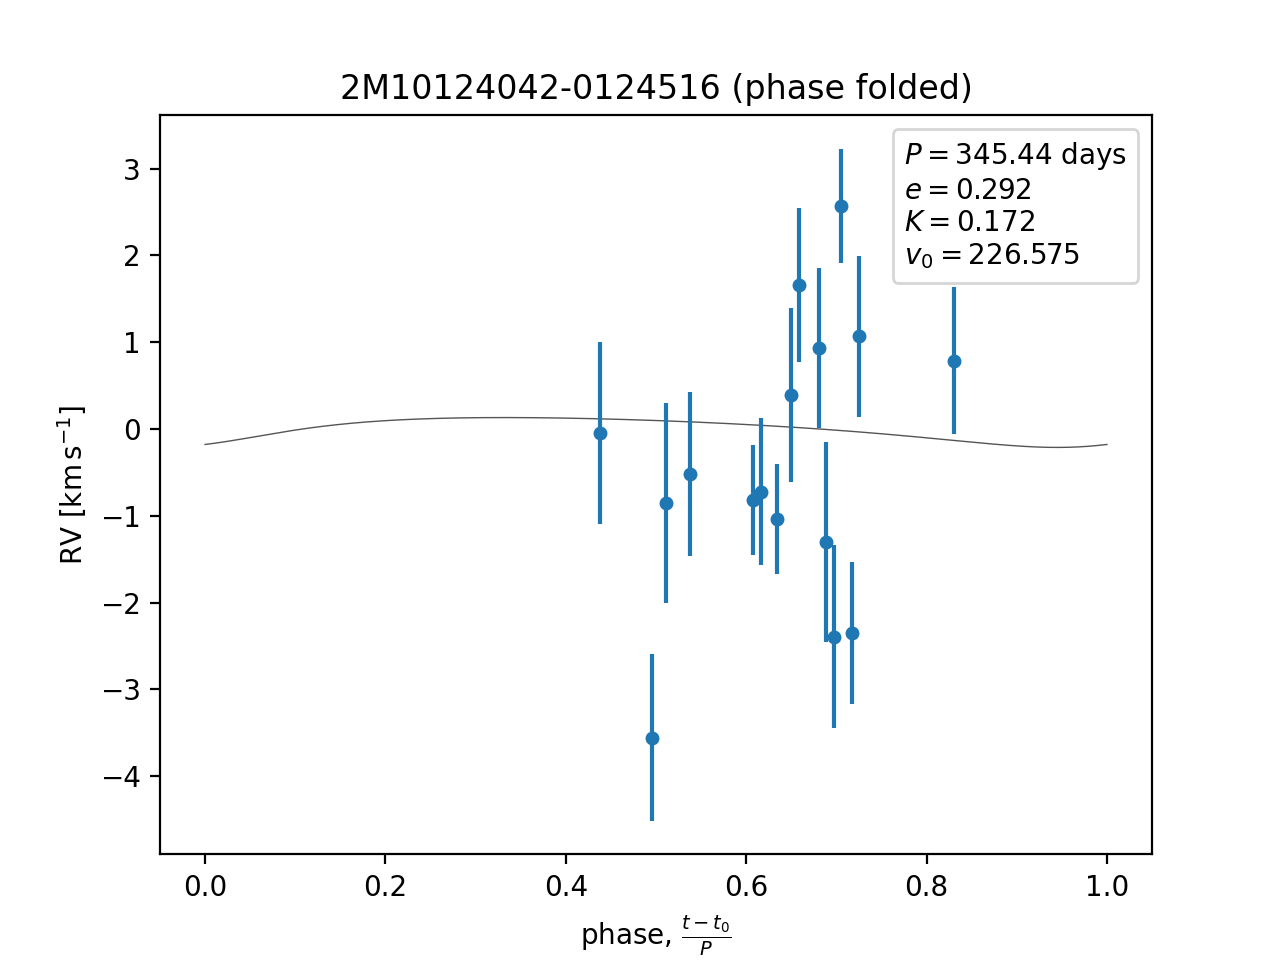 2M10124042-0124516 (phase folded)
P = 345.44 days
e = 0.292
K = 0.172
v₀ = 226.575
3
2
1
0
−1
−2
−3
−4
RV [km s⁻¹]
0.0 0.2 0.4 0.6 0.8 1.0
phase, (t − t₀)/P